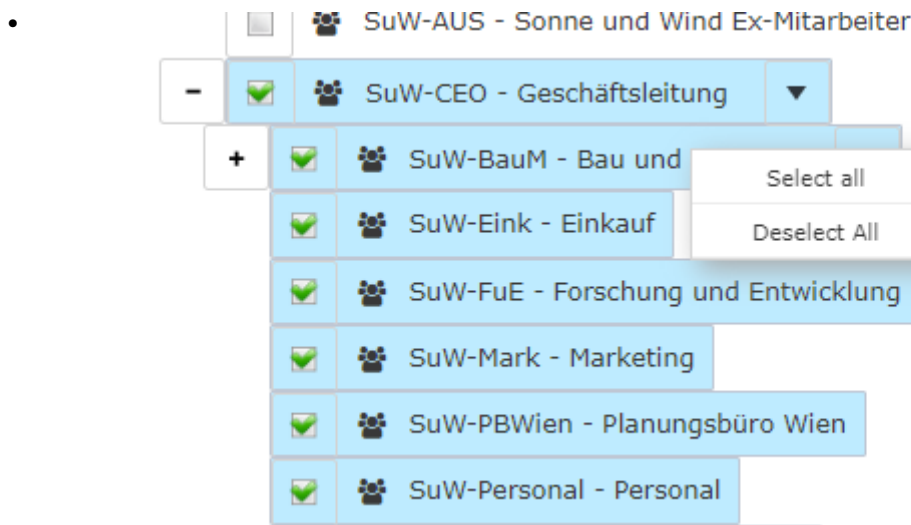 SuW-AUS - Sonne und Wind Ex-Mitarbeiter
SuW-CEO - Geschäftsleitung
SuW-BauM - Bau und
Select all
SuW-Eink - Einkauf
Deselect All
SuW-FuE - Forschung und Entwicklung
SuW-Mark - Marketing
SuW-PBWien - Planungsbüro Wien
SuW-Personal - Personal